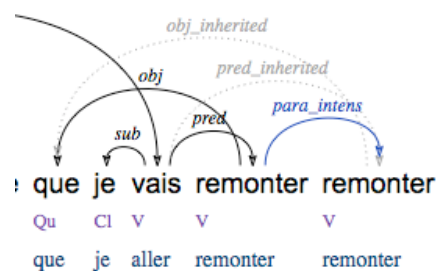 obj_inherited
obj pred_inherited
sub pred para_intens
e que je vais remonter remonter
Qu Cl V V V
que je aller remonter remonter